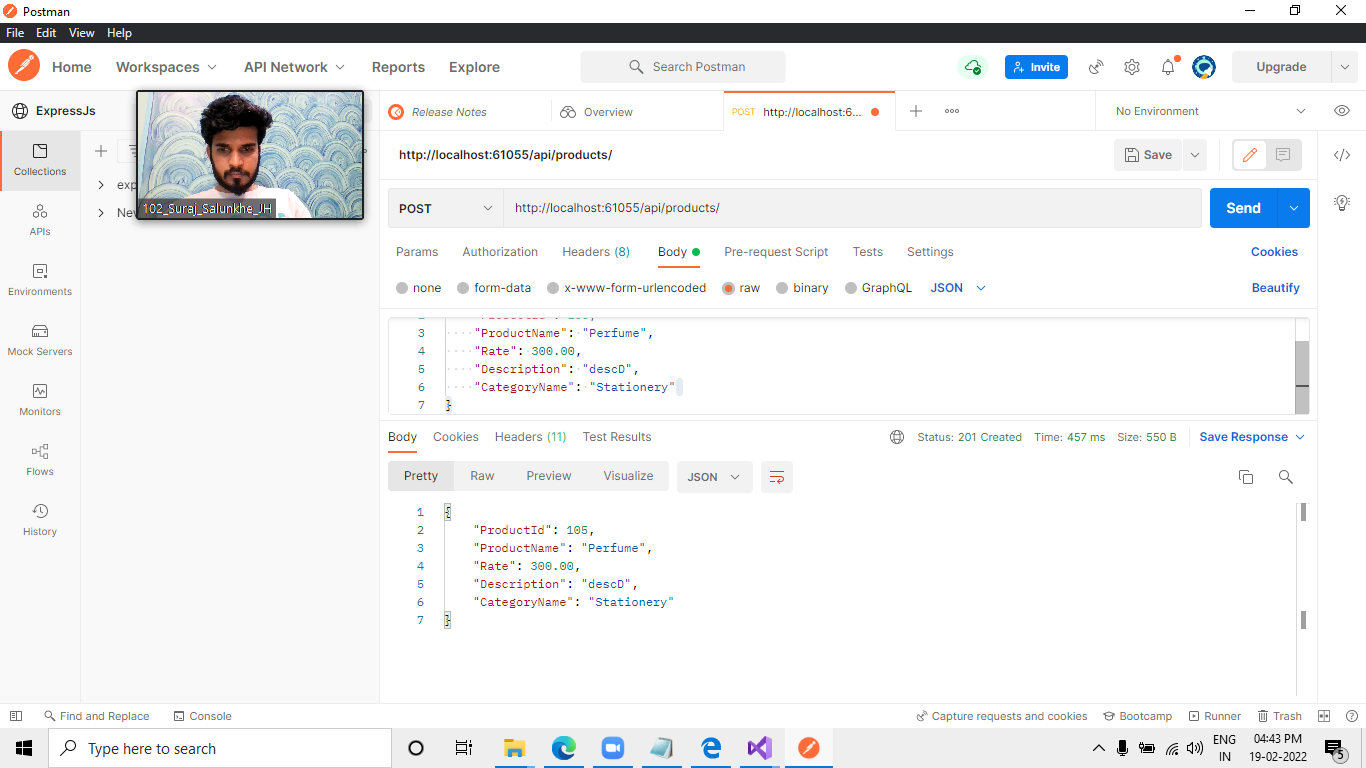 Postman
File Edit View Help
Home Workspaces API Network Reports Explore Search Postman Invite Upgrade
ExpressJs Release Notes Overview POST http://localhost:6... No Environment
102_Suraj_Salunkhe_JH
Collections
APIs
Environments
Mock Servers
Monitors
Flows
History
http://localhost:61055/api/products/ Save
POST http://localhost:61055/api/products/ Send
Params Authorization Headers (8) Body Pre-request Script Tests Settings Cookies
none form-data x-www-form-urlencoded raw binary GraphQL JSON Beautify
3 "ProductName": "Perfume",
4 "Rate": 300.00,
5 "Description": "descD",
6 "CategoryName": "Stationery"
7 }
Body Cookies Headers (11) Test Results Status: 201 Created Time: 457 ms Size: 550 B Save Response
Pretty Raw Preview Visualize JSON
1 {
2 "ProductId": 105,
3 "ProductName": "Perfume",
4 "Rate": 300.00,
5 "Description": "descD",
6 "CategoryName": "Stationery"
7 }
Find and Replace Console Capture requests and cookies Bootcamp Runner Trash
Type here to search ENG 04:43 PM
IN 19-02-2022 5